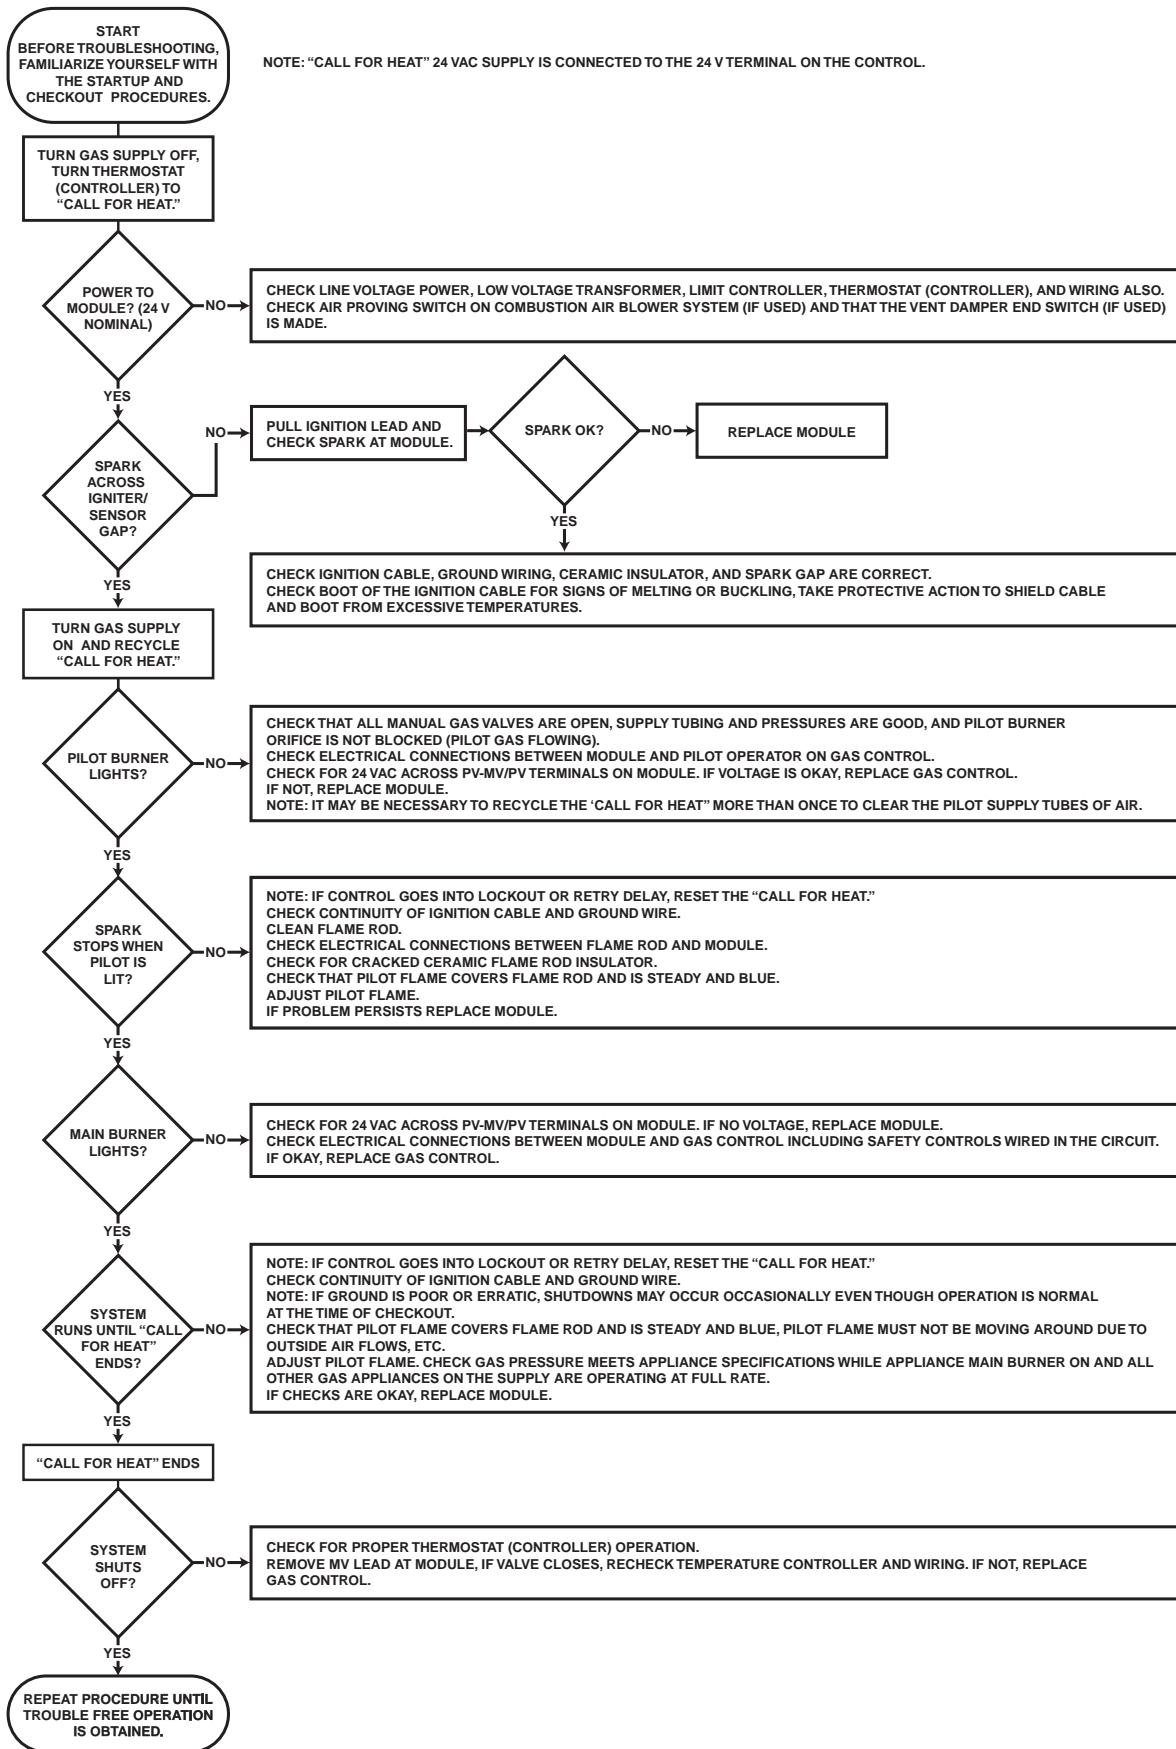 START
BEFORE TROUBLESHOOTING,
FAMILIARIZE YOURSELF WITH
THE STARTUP AND
CHECKOUT PROCEDURES.
NOTE: “CALL FOR HEAT” 24 VAC SUPPLY IS CONNECTED TO THE 24 V TERMINAL ON THE CONTROL.
TURN GAS SUPPLY OFF,
TURN THERMOSTAT
(CONTROLLER) TO
“CALL FOR HEAT.”
POWER TO
MODULE? (24 V
NOMINAL)
NO
CHECK LINE VOLTAGE POWER, LOW VOLTAGE TRANSFORMER, LIMIT CONTROLLER, THERMOSTAT (CONTROLLER), AND WIRING ALSO.
CHECK AIR PROVING SWITCH ON COMBUSTION AIR BLOWER SYSTEM (IF USED) AND THAT THE VENT DAMPER END SWITCH (IF USED)
IS MADE.
YES
SPARK
ACROSS
IGNITER/
SENSOR
GAP?
NO
PULL IGNITION LEAD AND
CHECK SPARK AT MODULE.
SPARK OK?
NO
REPLACE MODULE
YES
CHECK IGNITION CABLE, GROUND WIRING, CERAMIC INSULATOR, AND SPARK GAP ARE CORRECT.
CHECK BOOT OF THE IGNITION CABLE FOR SIGNS OF MELTING OR BUCKLING, TAKE PROTECTIVE ACTION TO SHIELD CABLE
AND BOOT FROM EXCESSIVE TEMPERATURES.
YES
TURN GAS SUPPLY
ON AND RECYCLE
“CALL FOR HEAT.”
PILOT BURNER
LIGHTS?
NO
CHECK THAT ALL MANUAL GAS VALVES ARE OPEN, SUPPLY TUBING AND PRESSURES ARE GOOD, AND PILOT BURNER
ORIFICE IS NOT BLOCKED (PILOT GAS FLOWING).
CHECK ELECTRICAL CONNECTIONS BETWEEN MODULE AND PILOT OPERATOR ON GAS CONTROL.
CHECK FOR 24 VAC ACROSS PV-MV/PV TERMINALS ON MODULE. IF VOLTAGE IS OKAY, REPLACE GAS CONTROL.
IF NOT, REPLACE MODULE.
NOTE: IT MAY BE NECESSARY TO RECYCLE THE ‘CALL FOR HEAT” MORE THAN ONCE TO CLEAR THE PILOT SUPPLY TUBES OF AIR.
YES
SPARK
STOPS WHEN
PILOT IS
LIT?
NO
NOTE: IF CONTROL GOES INTO LOCKOUT OR RETRY DELAY, RESET THE “CALL FOR HEAT.”
CHECK CONTINUITY OF IGNITION CABLE AND GROUND WIRE.
CLEAN FLAME ROD.
CHECK ELECTRICAL CONNECTIONS BETWEEN FLAME ROD AND MODULE.
CHECK FOR CRACKED CERAMIC FLAME ROD INSULATOR.
CHECK THAT PILOT FLAME COVERS FLAME ROD AND IS STEADY AND BLUE.
ADJUST PILOT FLAME.
IF PROBLEM PERSISTS REPLACE MODULE.
YES
MAIN BURNER
LIGHTS?
NO
CHECK FOR 24 VAC ACROSS PV-MV/PV TERMINALS ON MODULE. IF NO VOLTAGE, REPLACE MODULE.
CHECK ELECTRICAL CONNECTIONS BETWEEN MODULE AND GAS CONTROL INCLUDING SAFETY CONTROLS WIRED IN THE CIRCUIT.
IF OKAY, REPLACE GAS CONTROL.
YES
SYSTEM
RUNS UNTIL “CALL
FOR HEAT”
ENDS?
NO
NOTE: IF CONTROL GOES INTO LOCKOUT OR RETRY DELAY, RESET THE “CALL FOR HEAT.”
CHECK CONTINUITY OF IGNITION CABLE AND GROUND WIRE.
NOTE: IF GROUND IS POOR OR ERRATIC, SHUTDOWNS MAY OCCUR OCCASIONALLY EVEN THOUGH OPERATION IS NORMAL
AT THE TIME OF CHECKOUT.
CHECK THAT PILOT FLAME COVERS FLAME ROD AND IS STEADY AND BLUE, PILOT FLAME MUST NOT BE MOVING AROUND DUE TO
OUTSIDE AIR FLOWS, ETC.
ADJUST PILOT FLAME. CHECK GAS PRESSURE MEETS APPLIANCE SPECIFICATIONS WHILE APPLIANCE MAIN BURNER ON AND ALL
OTHER GAS APPLIANCES ON THE SUPPLY ARE OPERATING AT FULL RATE.
IF CHECKS ARE OKAY, REPLACE MODULE.
YES
“CALL FOR HEAT” ENDS
SYSTEM
SHUTS
OFF?
NO
CHECK FOR PROPER THERMOSTAT (CONTROLLER) OPERATION.
REMOVE MV LEAD AT MODULE, IF VALVE CLOSES, RECHECK TEMPERATURE CONTROLLER AND WIRING. IF NOT, REPLACE
GAS CONTROL.
YES
REPEAT PROCEDURE UNTIL
TROUBLE FREE OPERATION
IS OBTAINED.